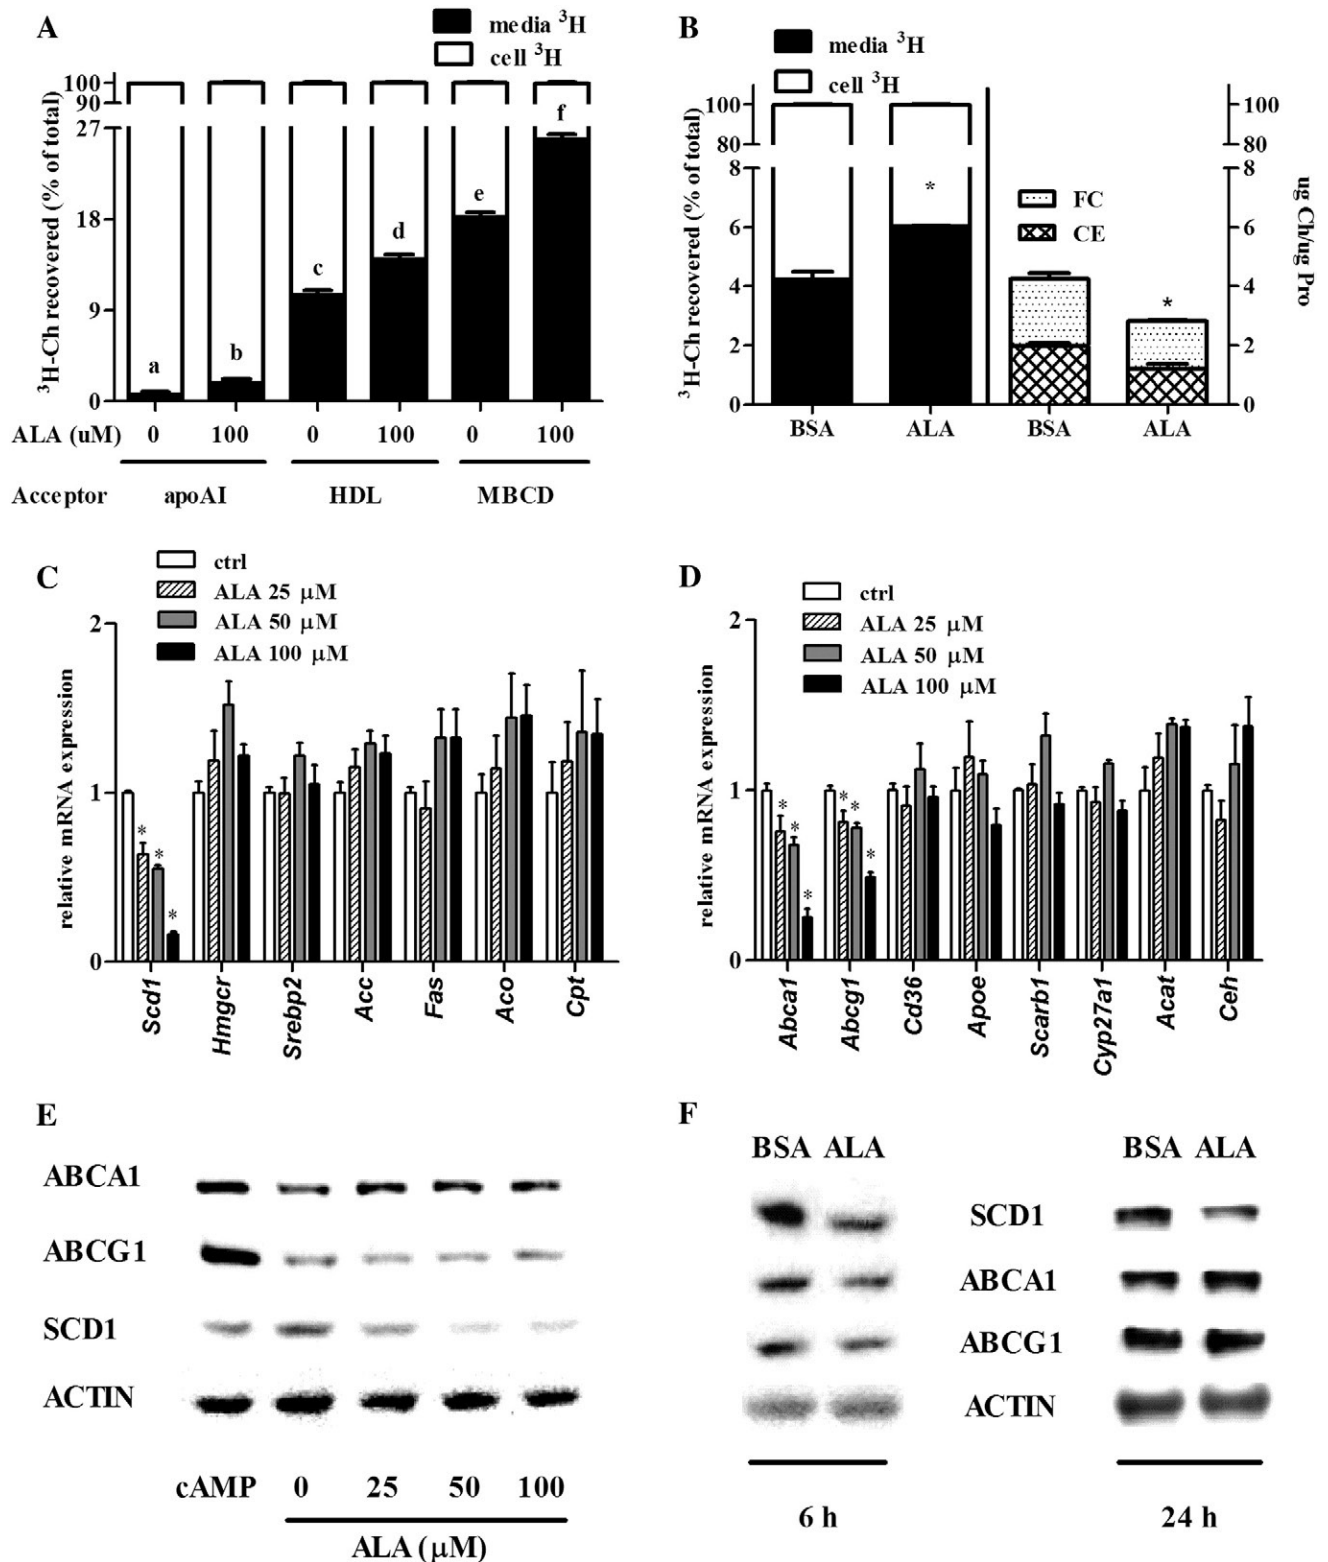 A
media ³H
cell ³H
³H-Ch recovered (% of total)
100
90
27
18
9
0
a
b
c
d
e
f
ALA (uM) 0 100 0 100 0 100
Acceptor apoAI HDL MBCD
B
media ³H
cell ³H
³H-Ch recovered (% of total)
100
80
8
6
4
2
0
*
FC
CE
*
100
80
8
6
4
2
0
ug Ch/ug Pro
BSA ALA BSA ALA
C
ctrl
ALA 25 µM
ALA 50 µM
ALA 100 µM
relative mRNA expression
2
1
0
* * *
Scd1 Hmgcr Srebp2 Acc Fas Aco Cpt
D
ctrl
ALA 25 µM
ALA 50 µM
ALA 100 µM
relative mRNA expression
2
1
0
* * * * * *
Abca1 Abcg1 Cd36 Apoe Scarb1 Cyp27a1 Acat Ceh
E
ABCA1
ABCG1
SCD1
ACTIN
cAMP 0 25 50 100
ALA (µM)
F
BSA ALA BSA ALA
SCD1
ABCA1
ABCG1
ACTIN
6 h 24 h